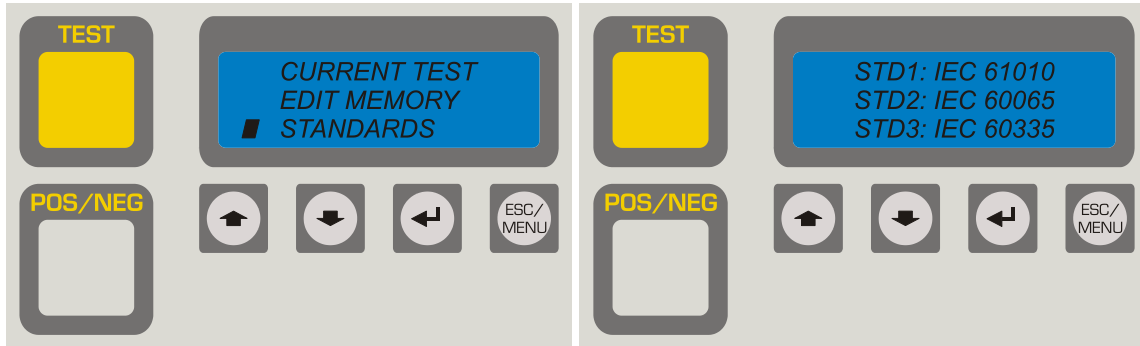 TEST
CURRENT TEST
EDIT MEMORY
STANDARDS
POS/NEG
ESC/
MENU
TEST
STD1: IEC 61010
STD2: IEC 60065
STD3: IEC 60335
POS/NEG
ESC/
MENU